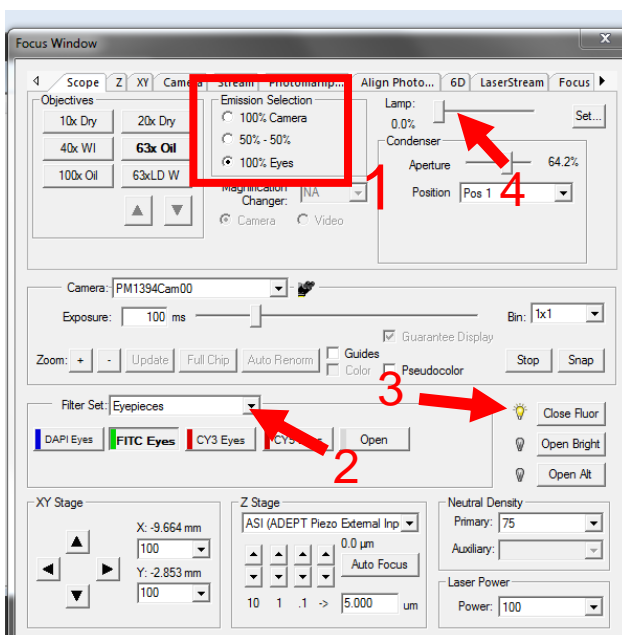 Focus Window
x
Scope Z XY Camera Stream Photomanip... Align Photo... 6D LaserStream Focus
Objectives
10x Dry 20x Dry
40x WI 63x Oil
100x Oil 63xLD W
Emission Selection
100% Camera
50% - 50%
100% Eyes
1
Magnification
Changer: NA
Camera Video
Lamp:
0.0%
Set...
4
Condenser
Aperture 64.2%
Position Pos 1
Camera: PM1394Cam00
Exposure: 100 ms
Bin: 1x1
Guarantee Display
Zoom: + - Update Full Chip Auto Renorm
Guides
Color Pseudocolor
Stop Snap
3
Filter Set: Eyepieces
DAPI Eyes FITC Eyes CY3 Eyes CY5 Eyes Open
2
Close Fluor
Open Bright
Open Alt
XY Stage
X: -9.664 mm
100
Y: -2.853 mm
100
Z Stage
ASI (ADEPT Piezo External Inp
0.0 um
Auto Focus
10 1 .1 -> 5.000 um
Neutral Density
Primary: 75
Auxiliary:
Laser Power
Power: 100